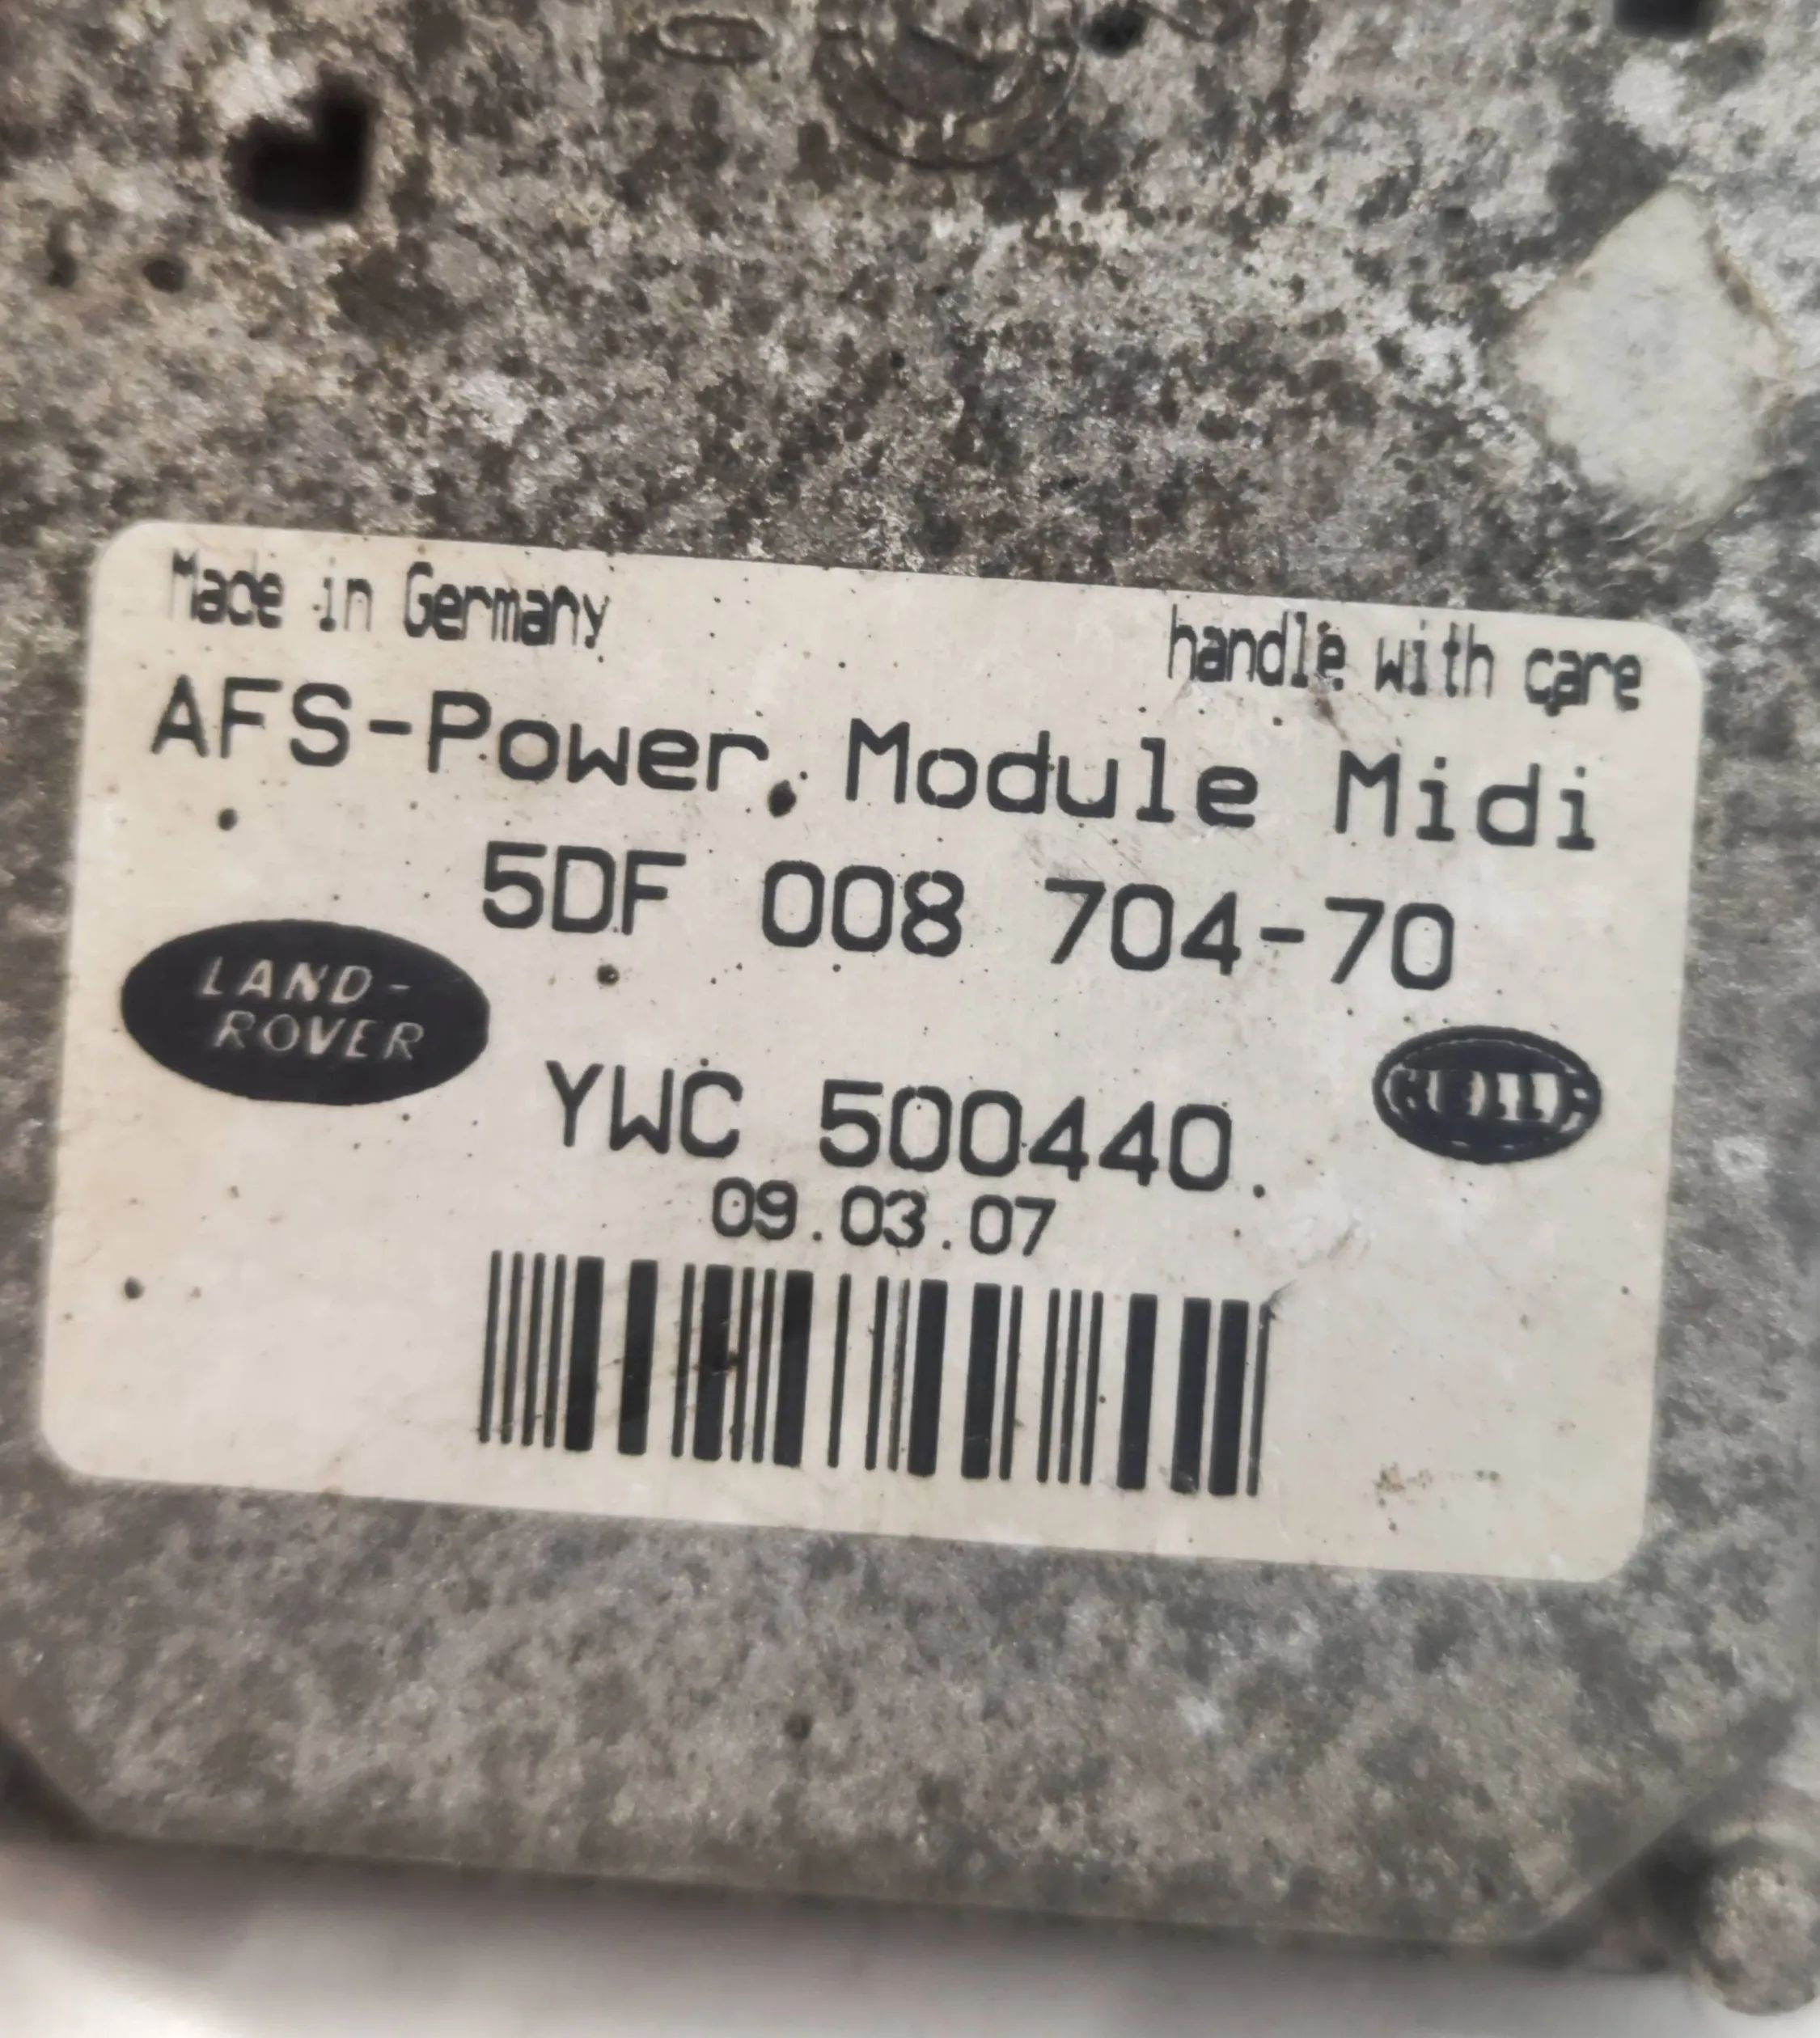 Made in Germany
handle with care
AFS-Power Module Midi
5DF 008 704-70
LAND-
ROVER
HELLA
YWC 500440
09.03.07